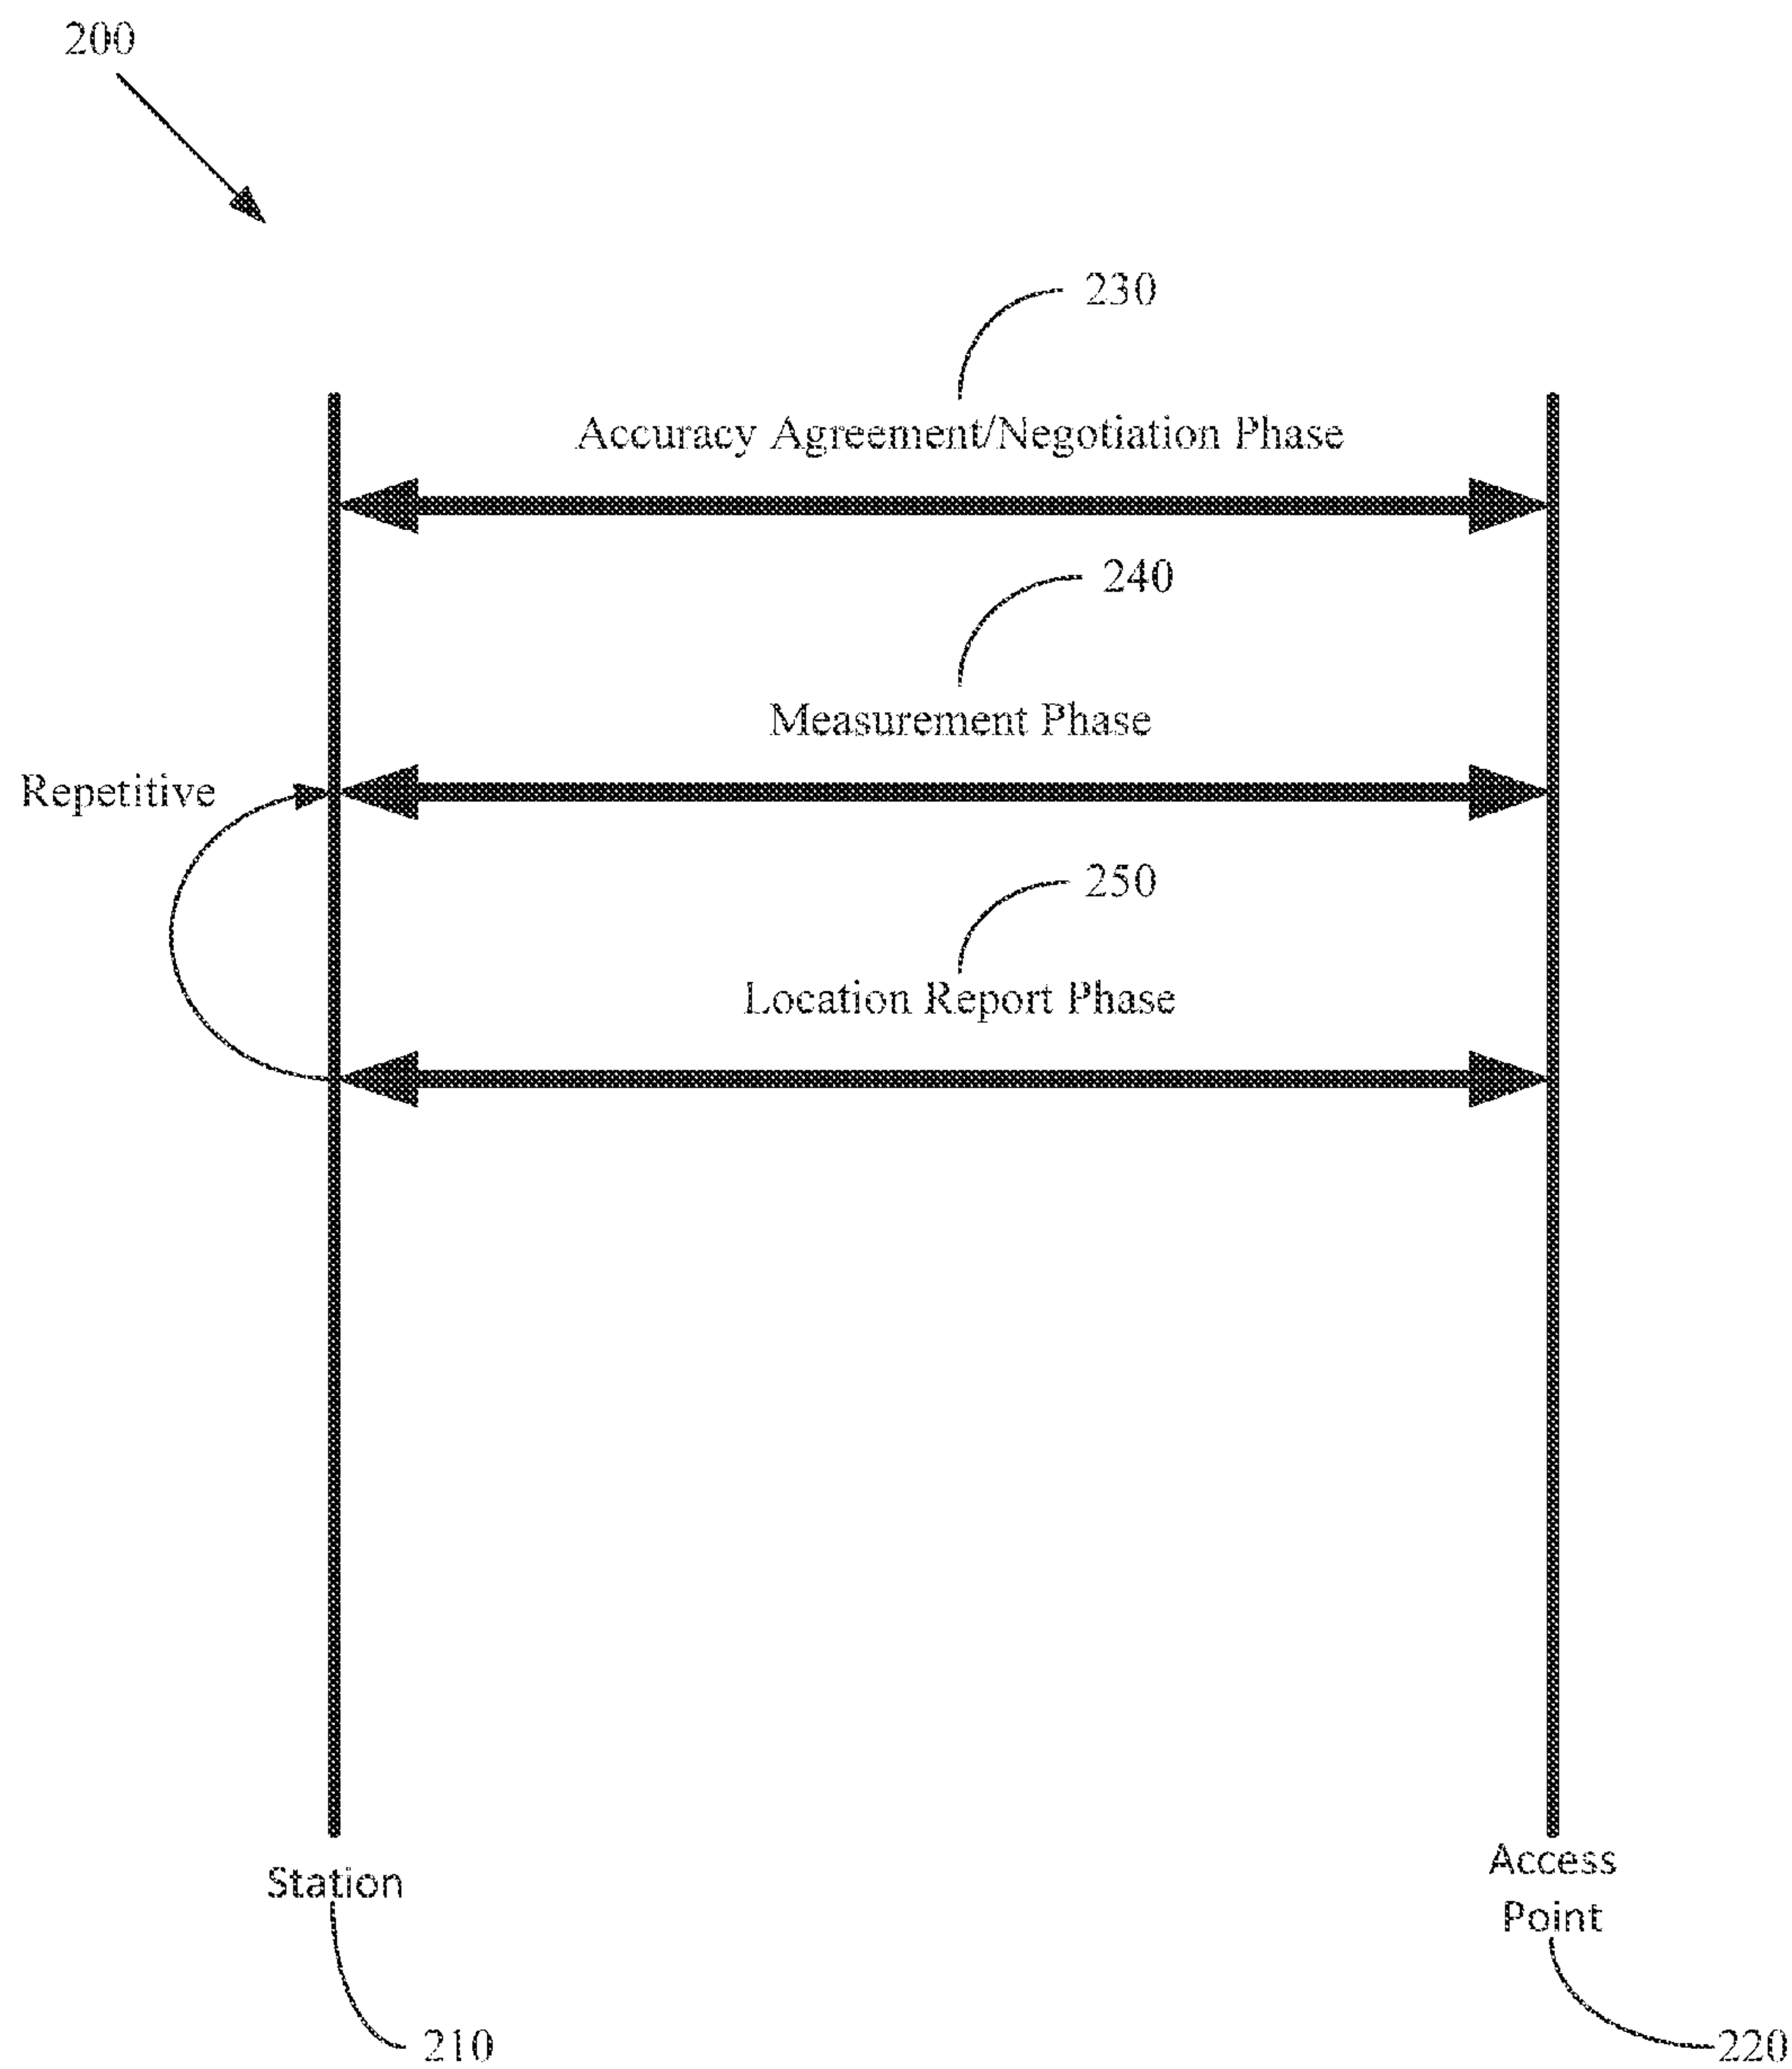 200
230
Accuracy Agreement/Negotiation Phase
240
Measurement Phase
Repetitive
250
Location Report Phase
Station
Access
Point
210
220